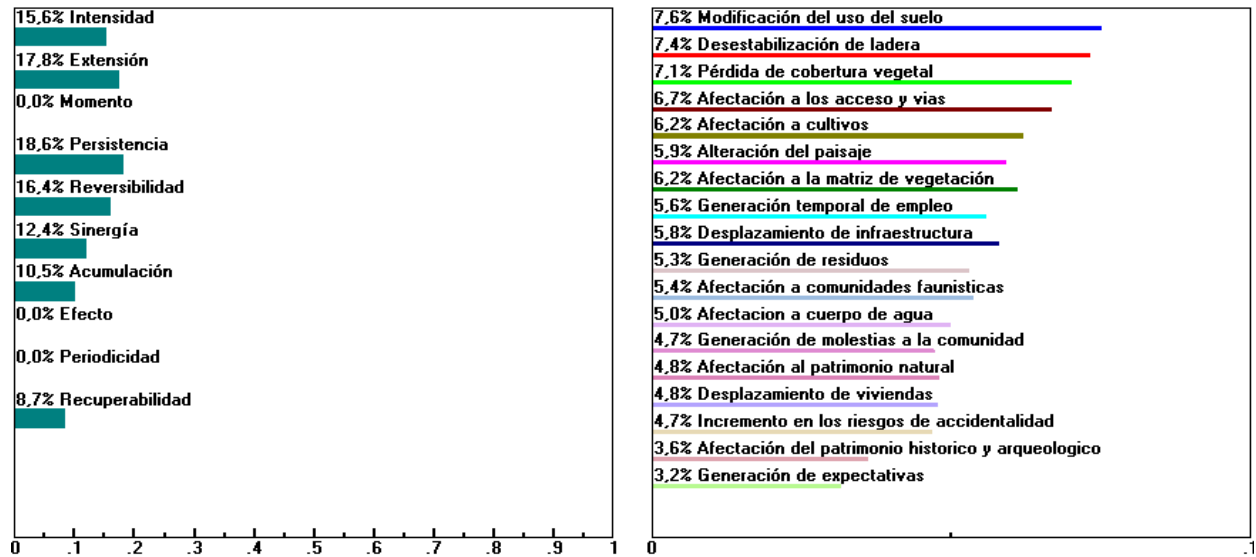 15,6% Intensidad
17,8% Extensión
0,0% Momento
18,6% Persistencia
16,4% Reversibilidad
12,4% Sinergía
10,5% Acumulación
0,0% Efecto
0,0% Periodicidad
8,7% Recuperabilidad
0 .1 .2 .3 .4 .5 .6 .7 .8 .9 1
7,6% Modificación del uso del suelo
7,4% Desestabilización de ladera
7,1% Pérdida de cobertura vegetal
6,7% Afectación a los acceso y vias
6,2% Afectación a cultivos
5,9% Alteración del paisaje
6,2% Afectación a la matriz de vegetación
5,6% Generación temporal de empleo
5,8% Desplazamiento de infraestructura
5,3% Generación de residuos
5,4% Afectación a comunidades faunisticas
5,0% Afectacion a cuerpo de agua
4,7% Generación de molestias a la comunidad
4,8% Afectación al patrimonio natural
4,8% Desplazamiento de viviendas
4,7% Incremento en los riesgos de accidentalidad
3,6% Afectación del patrimonio historico y arqueologico
3,2% Generación de expectativas
0 .1